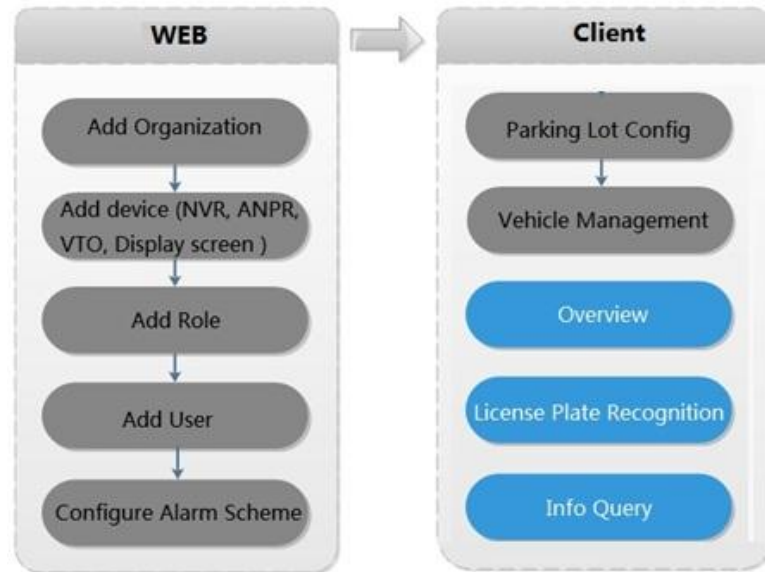 WEB
Add Organization
Add device (NVR, ANPR,
VTO, Display screen )
Add Role
Add User
Configure Alarm Scheme
Client
Parking Lot Config
Vehicle Management
Overview
License Plate Recognition
Info Query